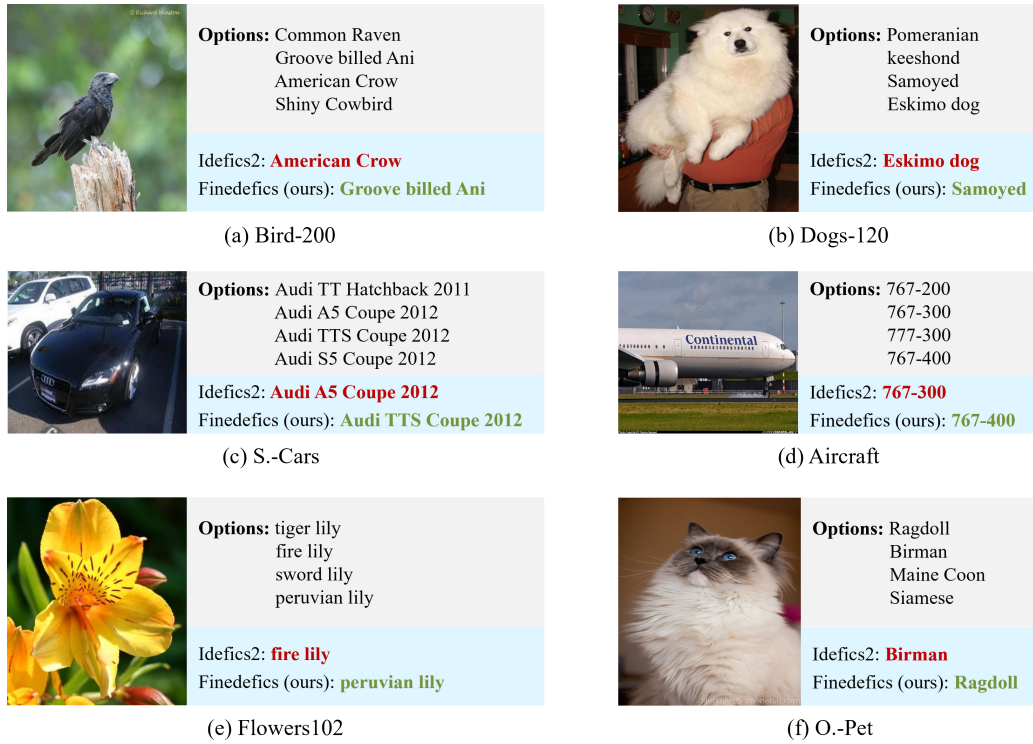 © Richard Winston
Options: Common Raven
Groove billed Ani
American Crow
Shiny Cowbird
Idefics2: American Crow
Finedefics (ours): Groove billed Ani
(a) Bird-200
Options: Pomeranian
keeshond
Samoyed
Eskimo dog
Idefics2: Eskimo dog
Finedefics (ours): Samoyed
(b) Dogs-120
Options: Audi TT Hatchback 2011
Audi A5 Coupe 2012
Audi TTS Coupe 2012
Audi S5 Coupe 2012
Idefics2: Audi A5 Coupe 2012
Finedefics (ours): Audi TTS Coupe 2012
(c) S.-Cars
Continental
Options: 767-200
767-300
777-300
767-400
Idefics2: 767-300
Finedefics (ours): 767-400
(d) Aircraft
Options: tiger lily
fire lily
sword lily
peruvian lily
Idefics2: fire lily
Finedefics (ours): peruvian lily
(e) Flowers102
Options: Ragdoll
Birman
Maine Coon
Siamese
Idefics2: Birman
Finedefics (ours): Ragdoll
(f) O.-Pet